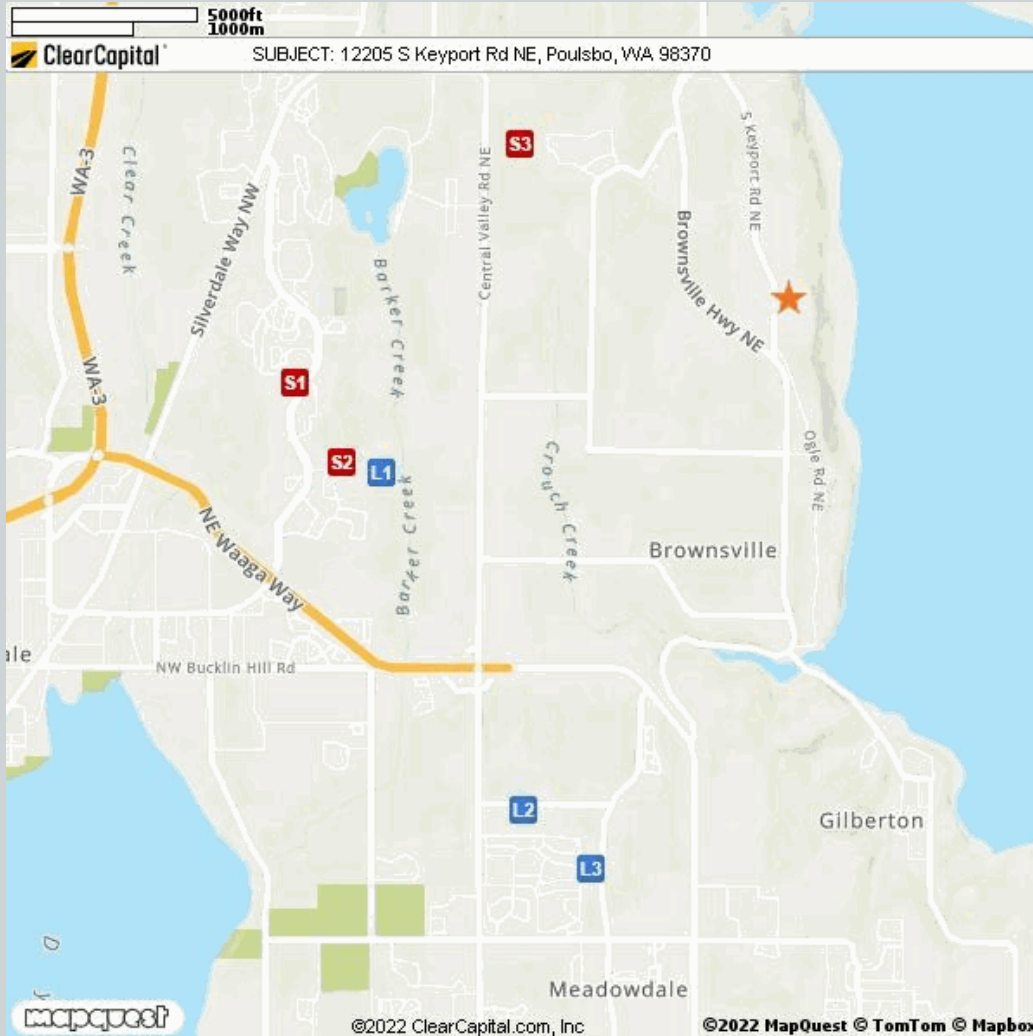 5000ft
1000m
ClearCapital
SUBJECT: 12205 S Keyport Rd NE, Poulsbo, WA 98370
S3
S Keyport Rd NE
WA-3
Clear Creek
Central Valley Rd NE
Silverdale Way NW
Brownsville Hwy NE
Barker Creek
WA-3
S1
Ogle Rd NE
S2
L1
Crouch Creek
Barker Creek
NE Waaga Way
Brownsville
ale
NW Bucklin Hill Rd
L2
Gilberton
L3
D
y
Meadowdale
mapquest
©2022 ClearCapital.com, Inc
©2022 MapQuest © TomTom © Mapbox